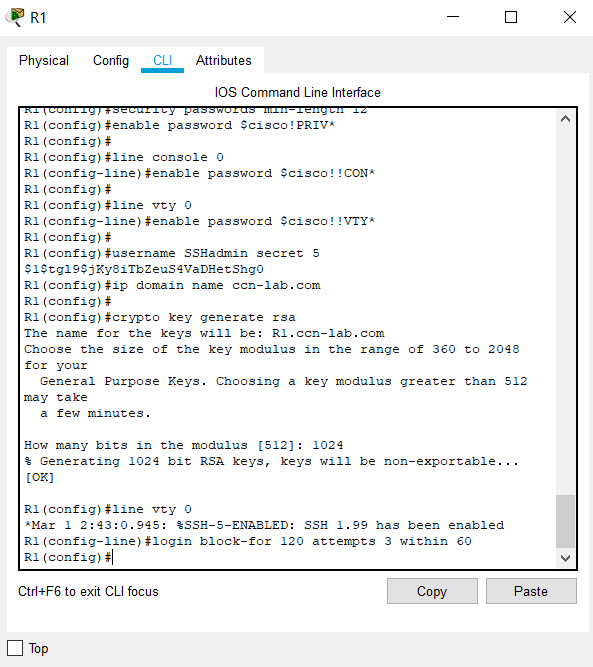 R1
Physical Config CLI Attributes
IOS Command Line Interface
R1(config)#security passwords min-length 12
R1(config)#enable password $cisco!PRIV*
R1(config)#
R1(config)#line console 0
R1(config-line)#enable password $cisco!!CON*
R1(config)#
R1(config)#line vty 0
R1(config-line)#enable password $cisco!!VTY*
R1(config)#
R1(config)#username SSHadmin secret 5
$1$tgl9$jKy8iTbZeuS4VaDHetShg0
R1(config)#ip domain name ccn-lab.com
R1(config)#
R1(config)#crypto key generate rsa
The name for the keys will be: R1.ccn-lab.com
Choose the size of the key modulus in the range of 360 to 2048
for your
General Purpose Keys. Choosing a key modulus greater than 512
may take
a few minutes.
How many bits in the modulus [512]: 1024
% Generating 1024 bit RSA keys, keys will be non-exportable...
[OK]
R1(config)#line vty 0
*Mar 1 2:43:0.945: %SSH-5-ENABLED: SSH 1.99 has been enabled
R1(config-line)#login block-for 120 attempts 3 within 60
R1(config)#
Ctrl+F6 to exit CLI focus
Copy Paste
Top